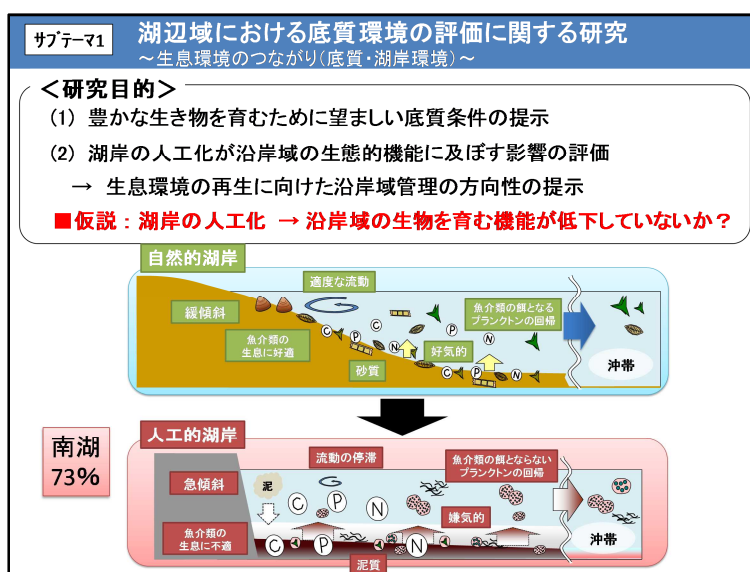 サブテーマ1
湖辺域における底質環境の評価に関する研究
～生息環境のつながり(底質・湖岸環境)～
＜研究目的＞
(1) 豊かな生き物を育むために望ましい底質条件の提示
(2) 湖岸の人工化が沿岸域の生態的機能に及ぼす影響の評価
→ 生息環境の再生に向けた沿岸域管理の方向性の提示
■仮説：湖岸の人工化 → 沿岸域の生物を育む機能が低下していないか？
自然的湖岸
適度な流動
緩傾斜
魚介類の餌となる
プランクトンの回帰
魚介類の
生息に好適
好気的
砂質
沖帯
C
P
N
C
P
N
C
P
N
南湖
73%
人工的湖岸
流動の停滞
魚介類の餌とならない
プランクトンの回帰
急傾斜
泥
嫌気的
魚介類の
生息に不適
泥質
沖帯
C
P
N
C
P
N